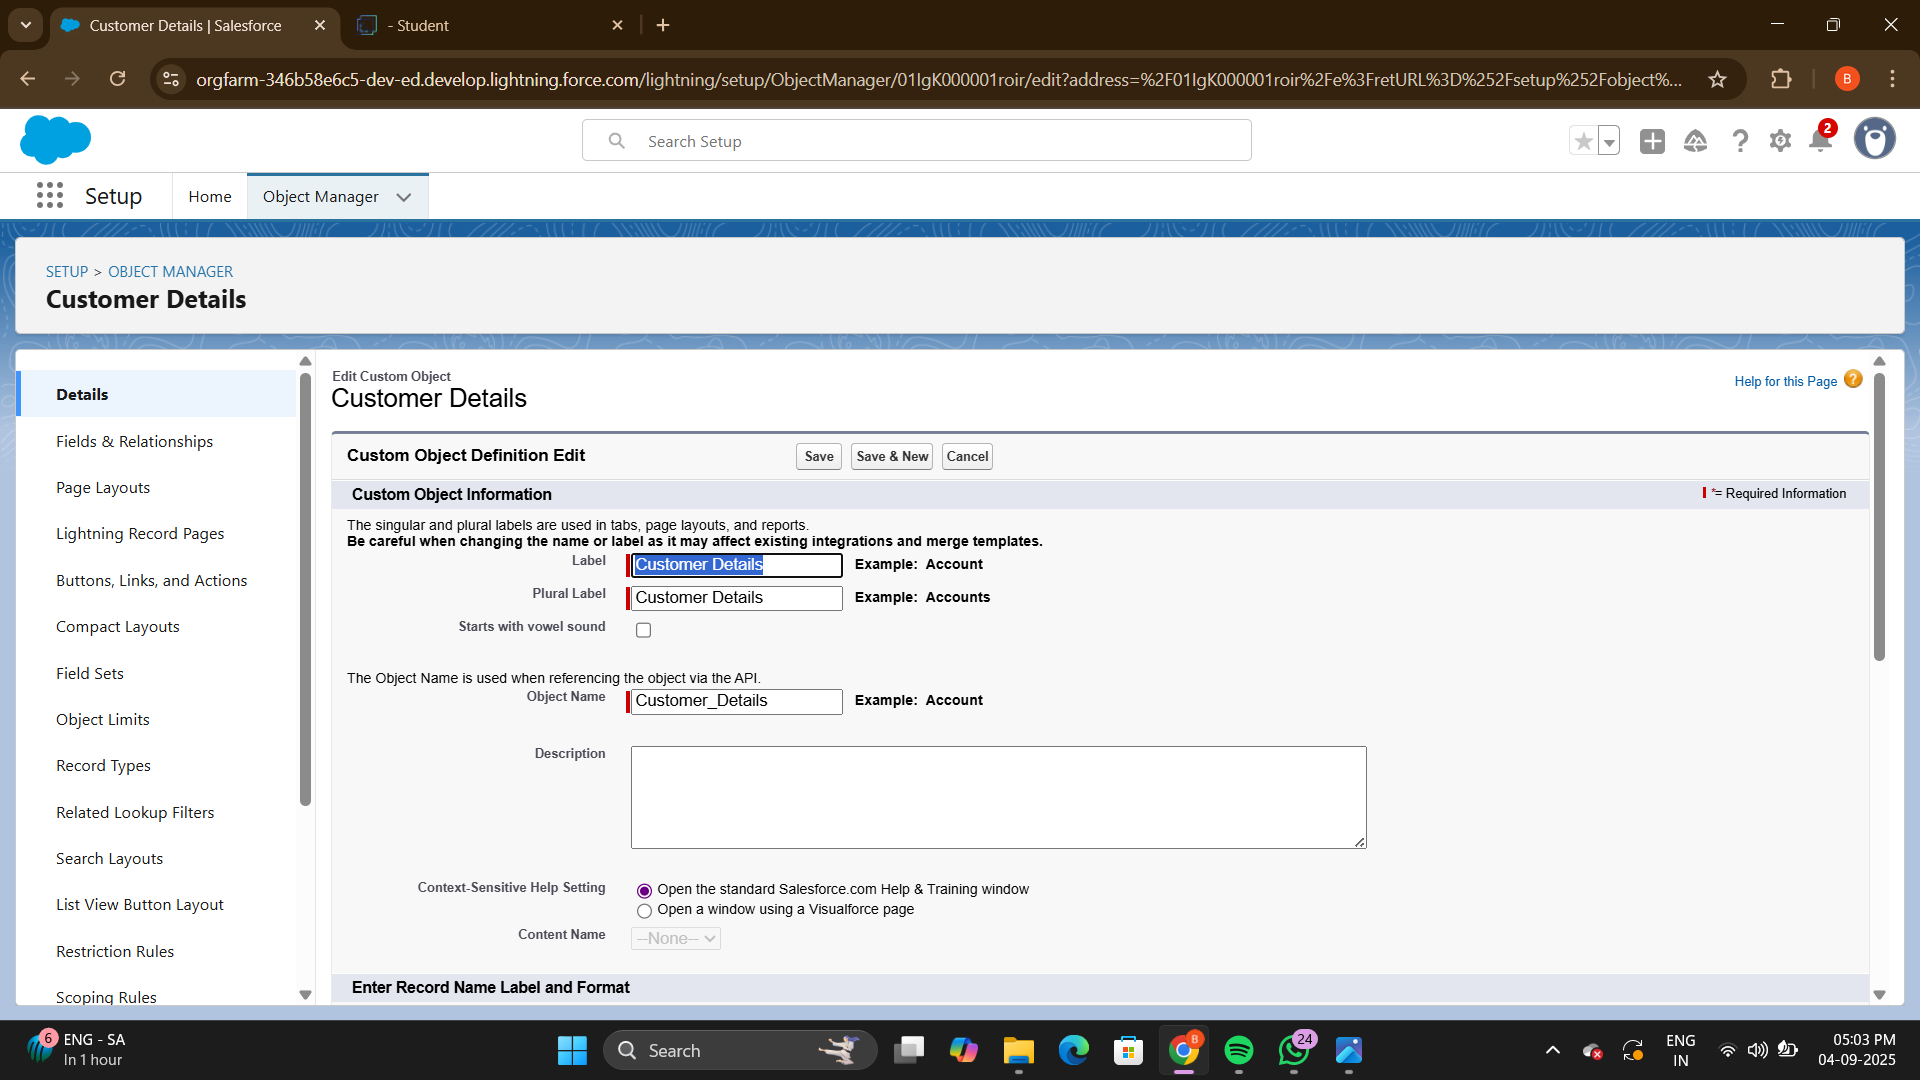 Customer Details | Salesforce
- Student
orgfarm-346b58e6c5-dev-ed.develop.lightning.force.com/lightning/setup/ObjectManager/01IgK000001roir/edit?address=%2F01IgK000001roir%2Fe%3FretURL%3D%252Fsetup%252Fobject%...
B
Search Setup
2
Setup
Home
Object Manager
SETUP > OBJECT MANAGER
Customer Details
Details
Fields & Relationships
Page Layouts
Lightning Record Pages
Buttons, Links, and Actions
Compact Layouts
Field Sets
Object Limits
Record Types
Related Lookup Filters
Search Layouts
List View Button Layout
Restriction Rules
Scoping Rules
Edit Custom Object
Customer Details
Help for this Page ?
Custom Object Definition Edit
Save
Save & New
Cancel
Custom Object Information
*= Required Information
The singular and plural labels are used in tabs, page layouts, and reports.
Be careful when changing the name or label as it may affect existing integrations and merge templates.
Label Customer Details Example: Account
Plural Label Customer Details Example: Accounts
Starts with vowel sound
The Object Name is used when referencing the object via the API.
Object Name Customer_Details Example: Account
Description
Context-Sensitive Help Setting Open the standard Salesforce.com Help & Training window
Open a window using a Visualforce page
Content Name --None--
Enter Record Name Label and Format
6
ENG - SA
In 1 hour
Search
B
24
ENG
IN
05:03 PM
04-09-2025